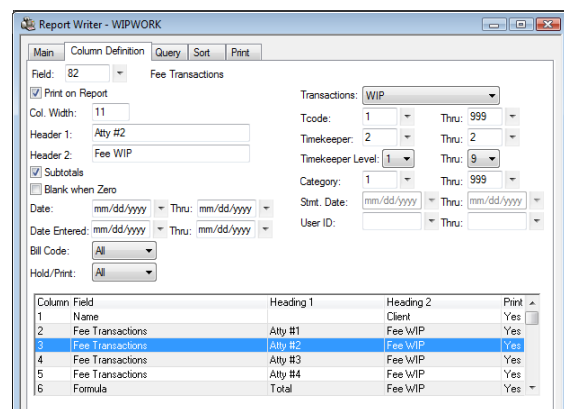 Report Writer - WIPWORK
Main Column Definition Query Sort Print
Field: 82 Fee Transactions
Print on Report
Col. Width: 11
Header 1: Atty #2
Header 2: Fee WIP
Subtotals
Blank when Zero
Date: mm/dd/yyyy Thru: mm/dd/yyyy
Date Entered: mm/dd/yyyy Thru: mm/dd/yyyy
Bill Code: All
Hold/Print: All
Transactions: WIP
Tcode: 1 Thru: 999
Timekeeper: 2 Thru: 2
Timekeeper Level: 1 Thru: 9
Category: 1 Thru: 999
Stmt. Date: mm/dd/yyyy Thru: mm/dd/yyyy
User ID: Thru:
Column Field Heading 1 Heading 2 Print
1 Name Client Yes
2 Fee Transactions Atty #1 Fee WIP Yes
3 Fee Transactions Atty #2 Fee WIP Yes
4 Fee Transactions Atty #3 Fee WIP Yes
5 Fee Transactions Atty #4 Fee WIP Yes
6 Formula Total Fee WIP Yes